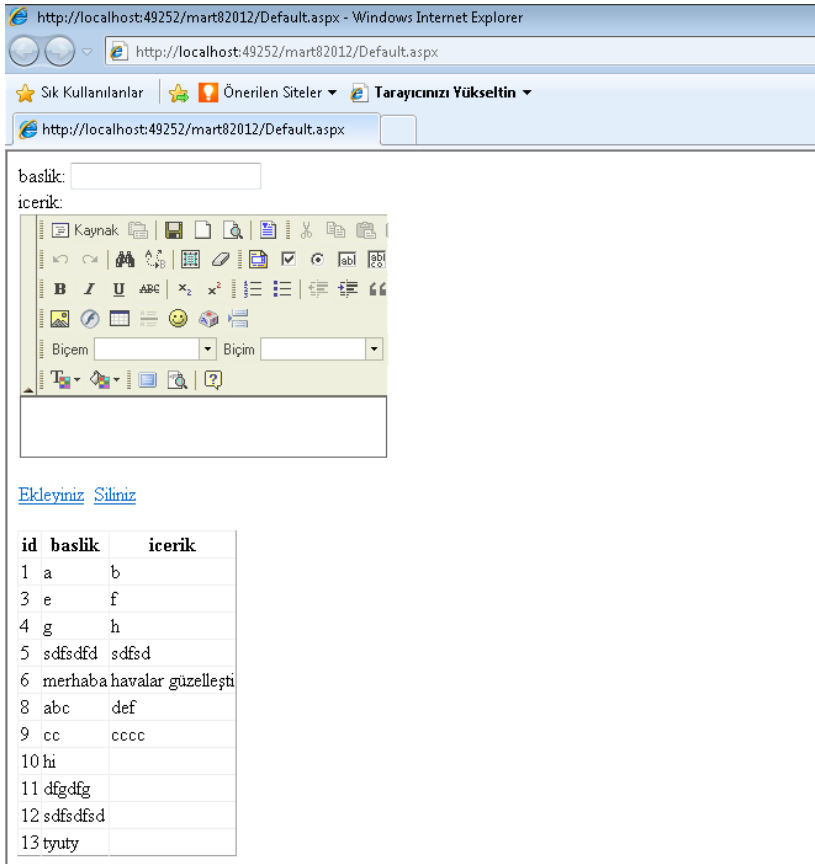 http://localhost:49252/mart82012/Default.aspx - Windows Internet Explorer
http://localhost:49252/mart82012/Default.aspx
Sık Kullanılanlar Önerilen Siteler Tarayıcınızı Yükseltin
http://localhost:49252/mart82012/Default.aspx
baslik:
icerik:
Kaynak
B I U ABC x₂ x²
Biçem Biçim
Ekleyiniz Siliniz
id baslik icerik
1 a b
3 e f
4 g h
5 sdfsdfd sdfsd
6 merhaba havalar güzelleşti
8 abc def
9 cc cccc
10 hi
11 dfgdfg
12 sdfsdfsd
13 tyuty